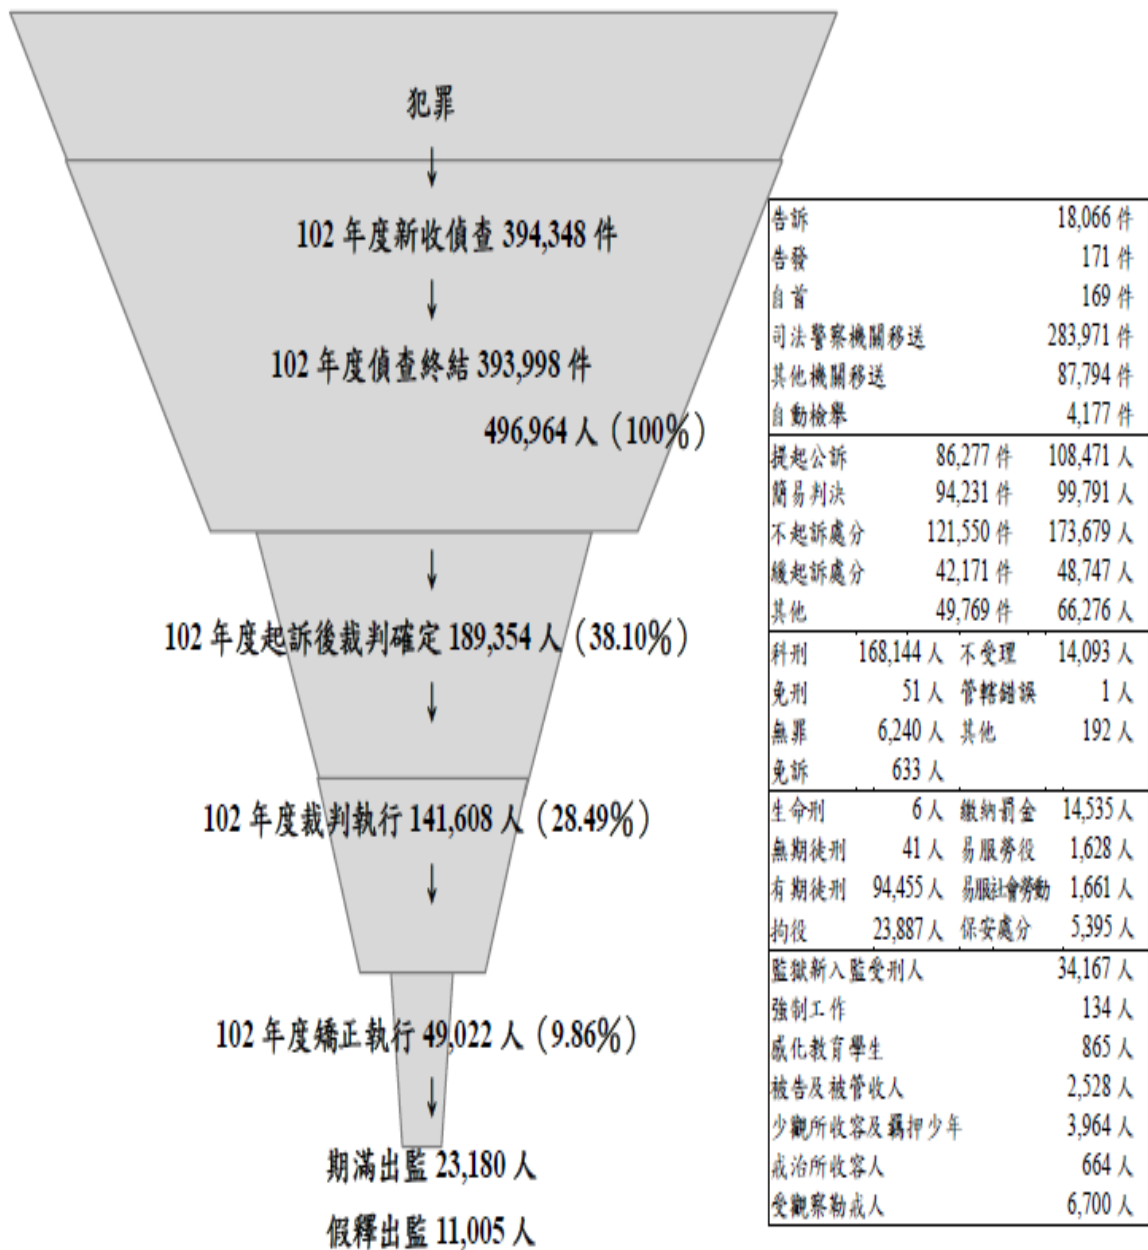 犯罪
↓
102 年度新收偵查 394,348 件
↓
102 年度偵查終結 393,998 件
496,964 人（100%）
↓
102 年度起訴後裁判確定 189,354 人（38.10%）
↓
102 年度裁判執行 141,608 人（28.49%）
↓
102 年度矯正執行 49,022 人（9.86%）
↓
期滿出監 23,180 人
假釋出監 11,005 人
告訴 18,066 件
告發 171 件
自首 169 件
司法警察機關移送 283,971 件
其他機關移送 87,794 件
自動檢舉 4,177 件
提起公訴 86,277 件 108,471 人
簡易判決 94,231 件 99,791 人
不起訴處分 121,550 件 173,679 人
緩起訴處分 42,171 件 48,747 人
其他 49,769 件 66,276 人
科刑 168,144 人 不受理 14,093 人
免刑 51 人 管轄錯誤 1 人
無罪 6,240 人 其他 192 人
免訴 633 人
生命刑 6 人 繳納罰金 14,535 人
無期徒刑 41 人 易服勞役 1,628 人
有期徒刑 94,455 人 易服社會勞動 1,661 人
拘役 23,887 人 保安處分 5,395 人
監獄新入監受刑人 34,167 人
強制工作 134 人
感化教育學生 865 人
被告及被管收人 2,528 人
少觀所收容及羈押少年 3,964 人
戒治所收容人 664 人
受觀察勒戒人 6,700 人